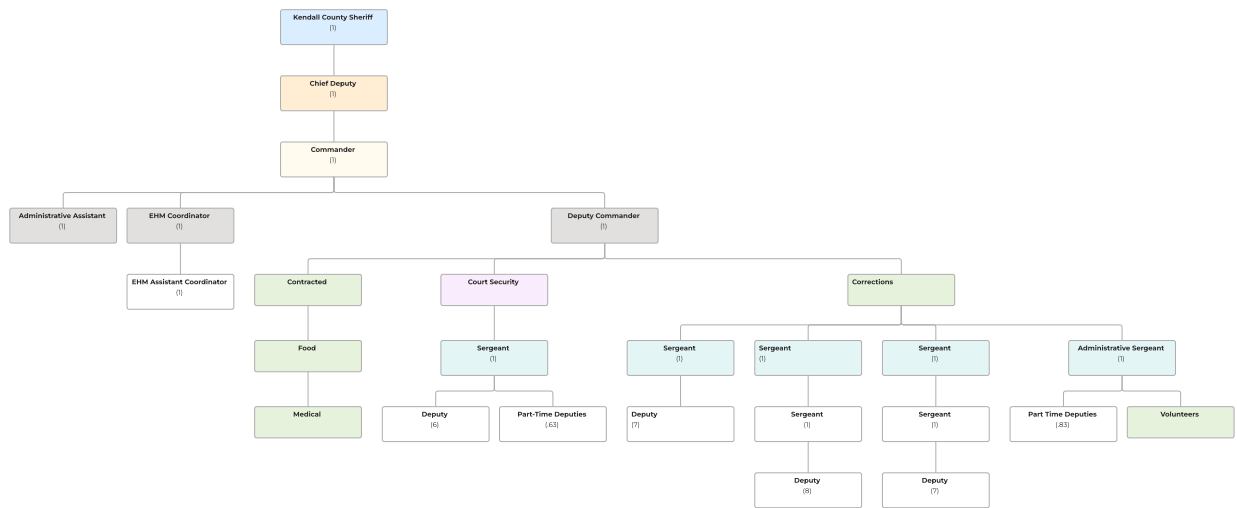 Kendall County Sheriff
(1)
Chief Deputy
(1)
Commander
(1)
Administrative Assistant
(1)
EHM Coordinator
(1)
Deputy Commander
(1)
EHM Assistant Coordinator
(1)
Contracted
Court Security
Corrections
Food
Sergeant
(1)
Sergeant
(1)
Sergeant
(1)
Sergeant
(1)
Administrative Sergeant
(1)
Medical
Deputy
(6)
Part-Time Deputies
(.63)
Deputy
(7)
Sergeant
(1)
Sergeant
(1)
Part Time Deputies
(.83)
Volunteers
Deputy
(8)
Deputy
(7)